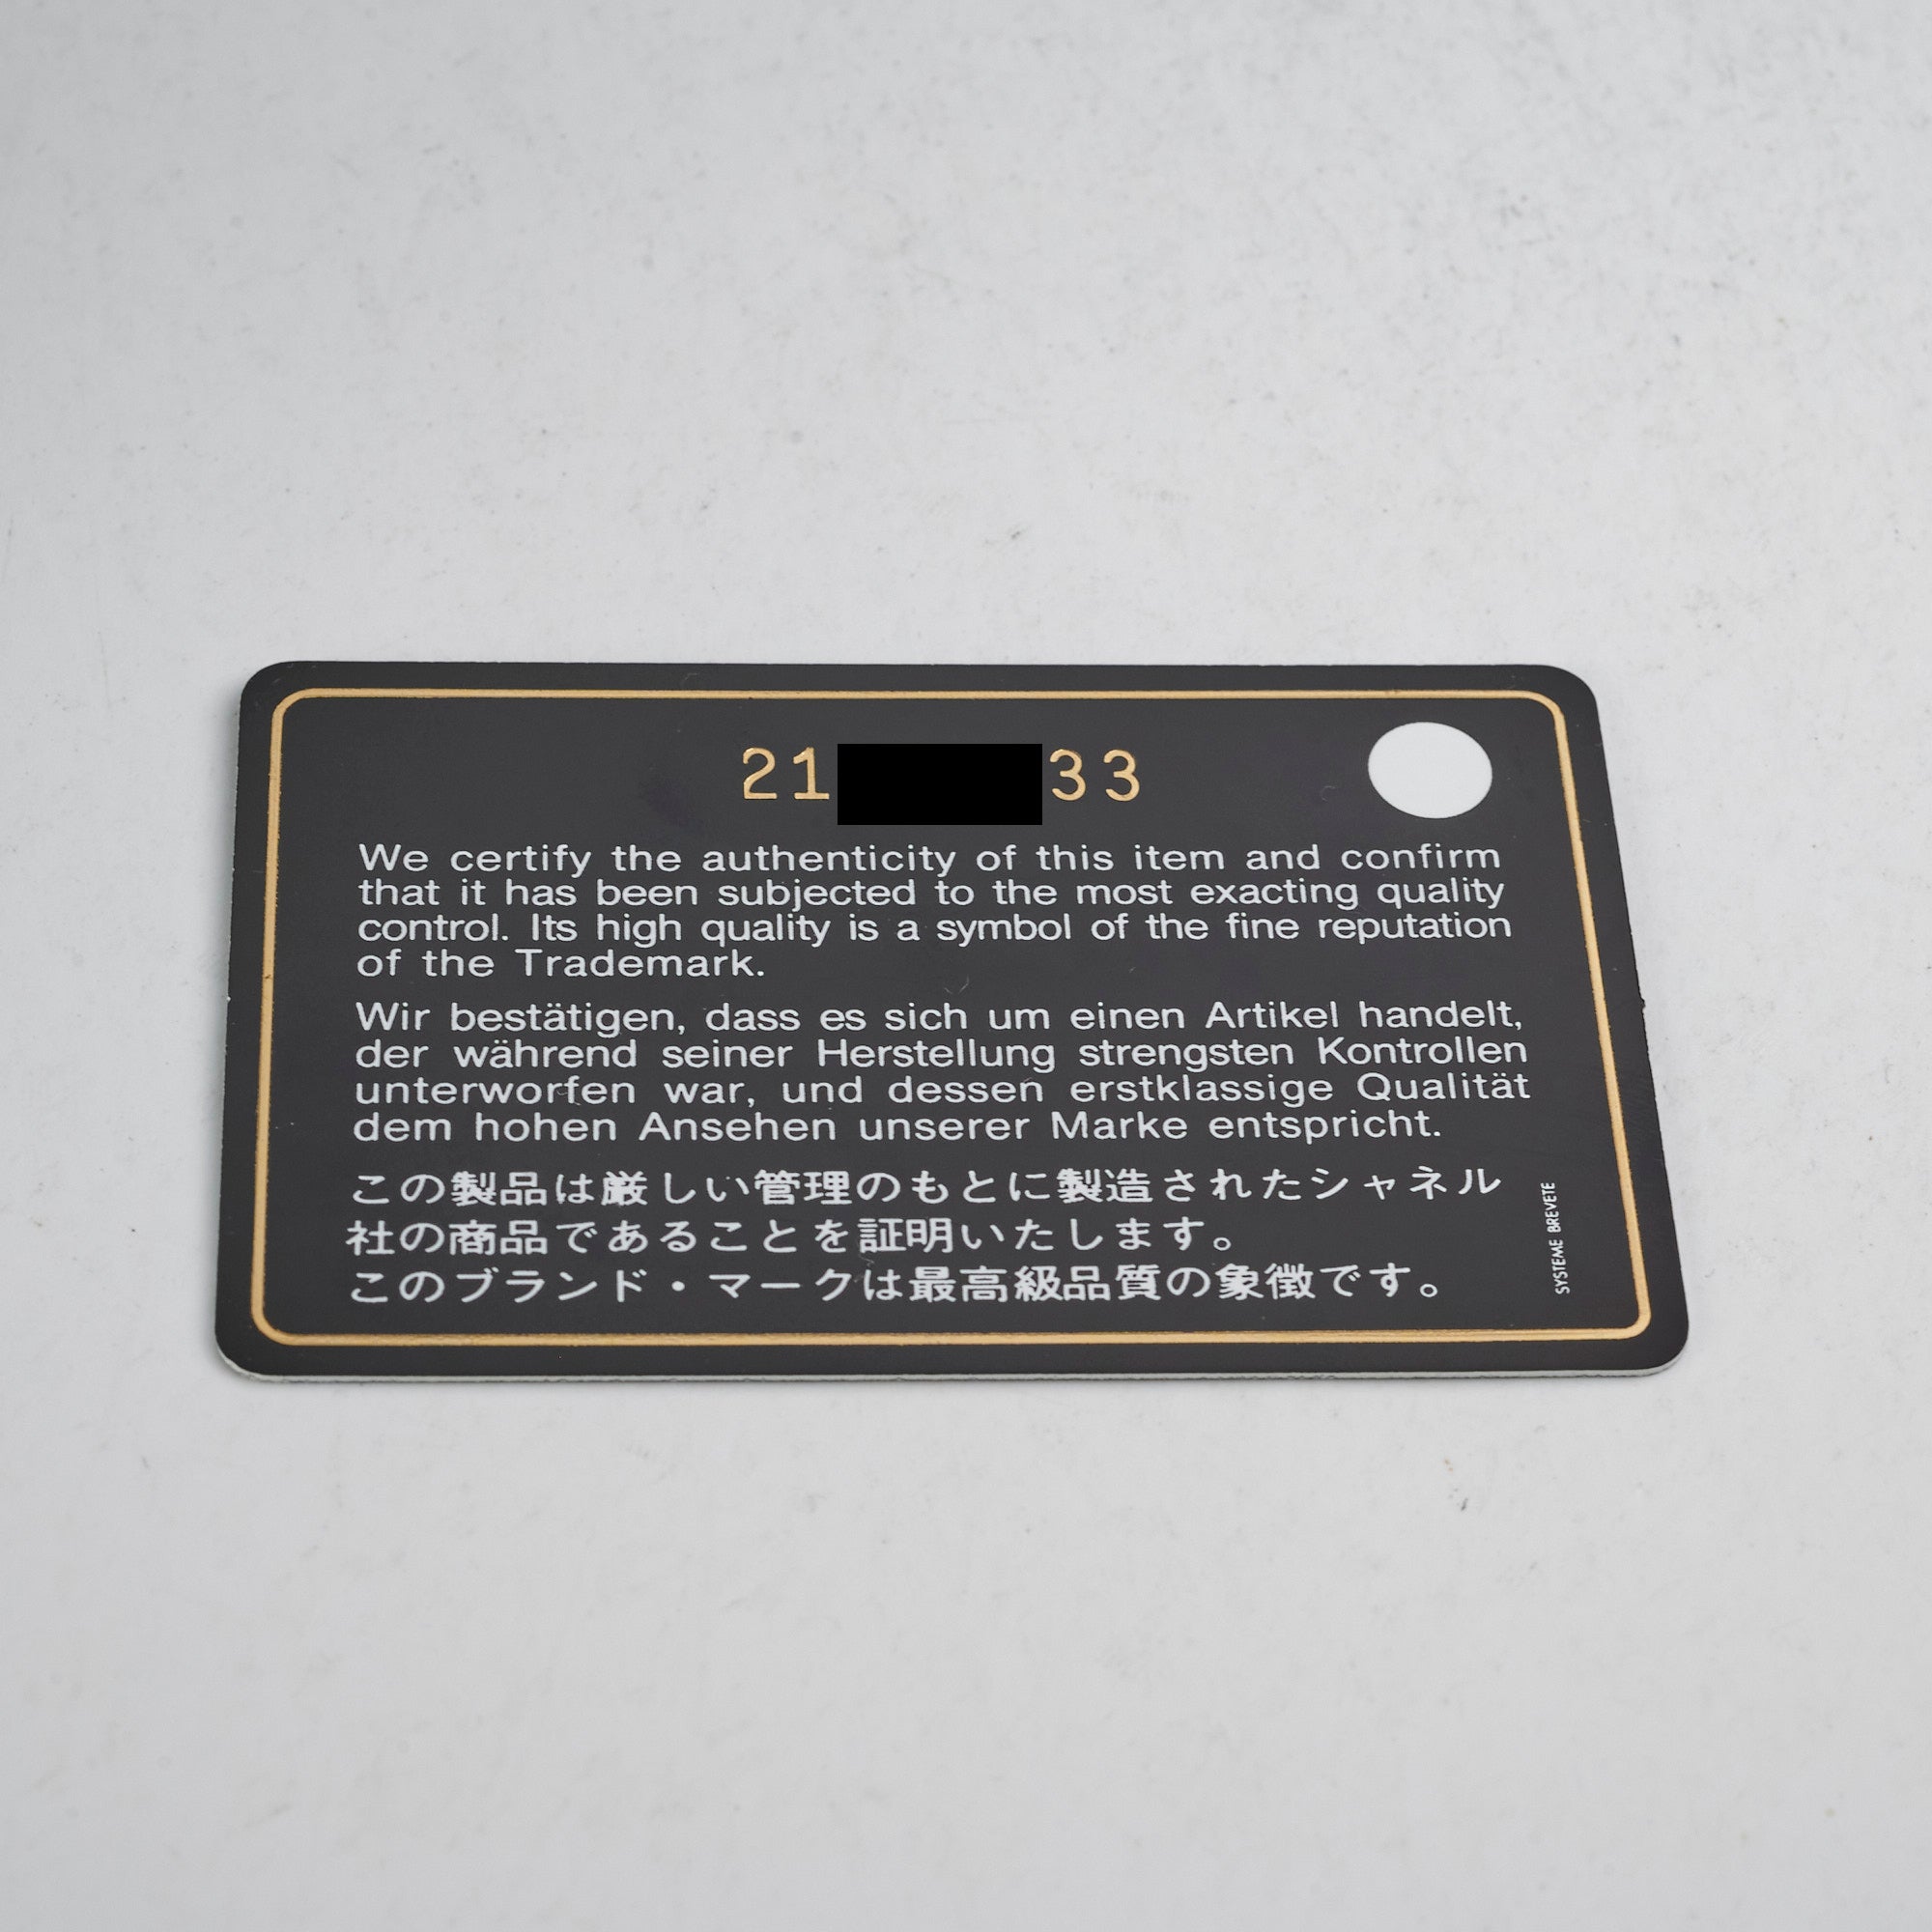 21 33
We certify the authenticity of this item and confirm
that it has been subjected to the most exacting quality
control. Its high quality is a symbol of the fine reputation
of the Trademark.
Wir bestätigen, dass es sich um einen Artikel handelt,
der während seiner Herstellung strengsten Kontrollen
unterworfen war, und dessen erstklassige Qualität
dem hohen Ansehen unserer Marke entspricht.
この製品は厳しい管理のもとに製造されたシャネル
社の商品であることを証明いたします。
このブランド・マークは最高級品質の象徴です。
SYSTEME BREVETE